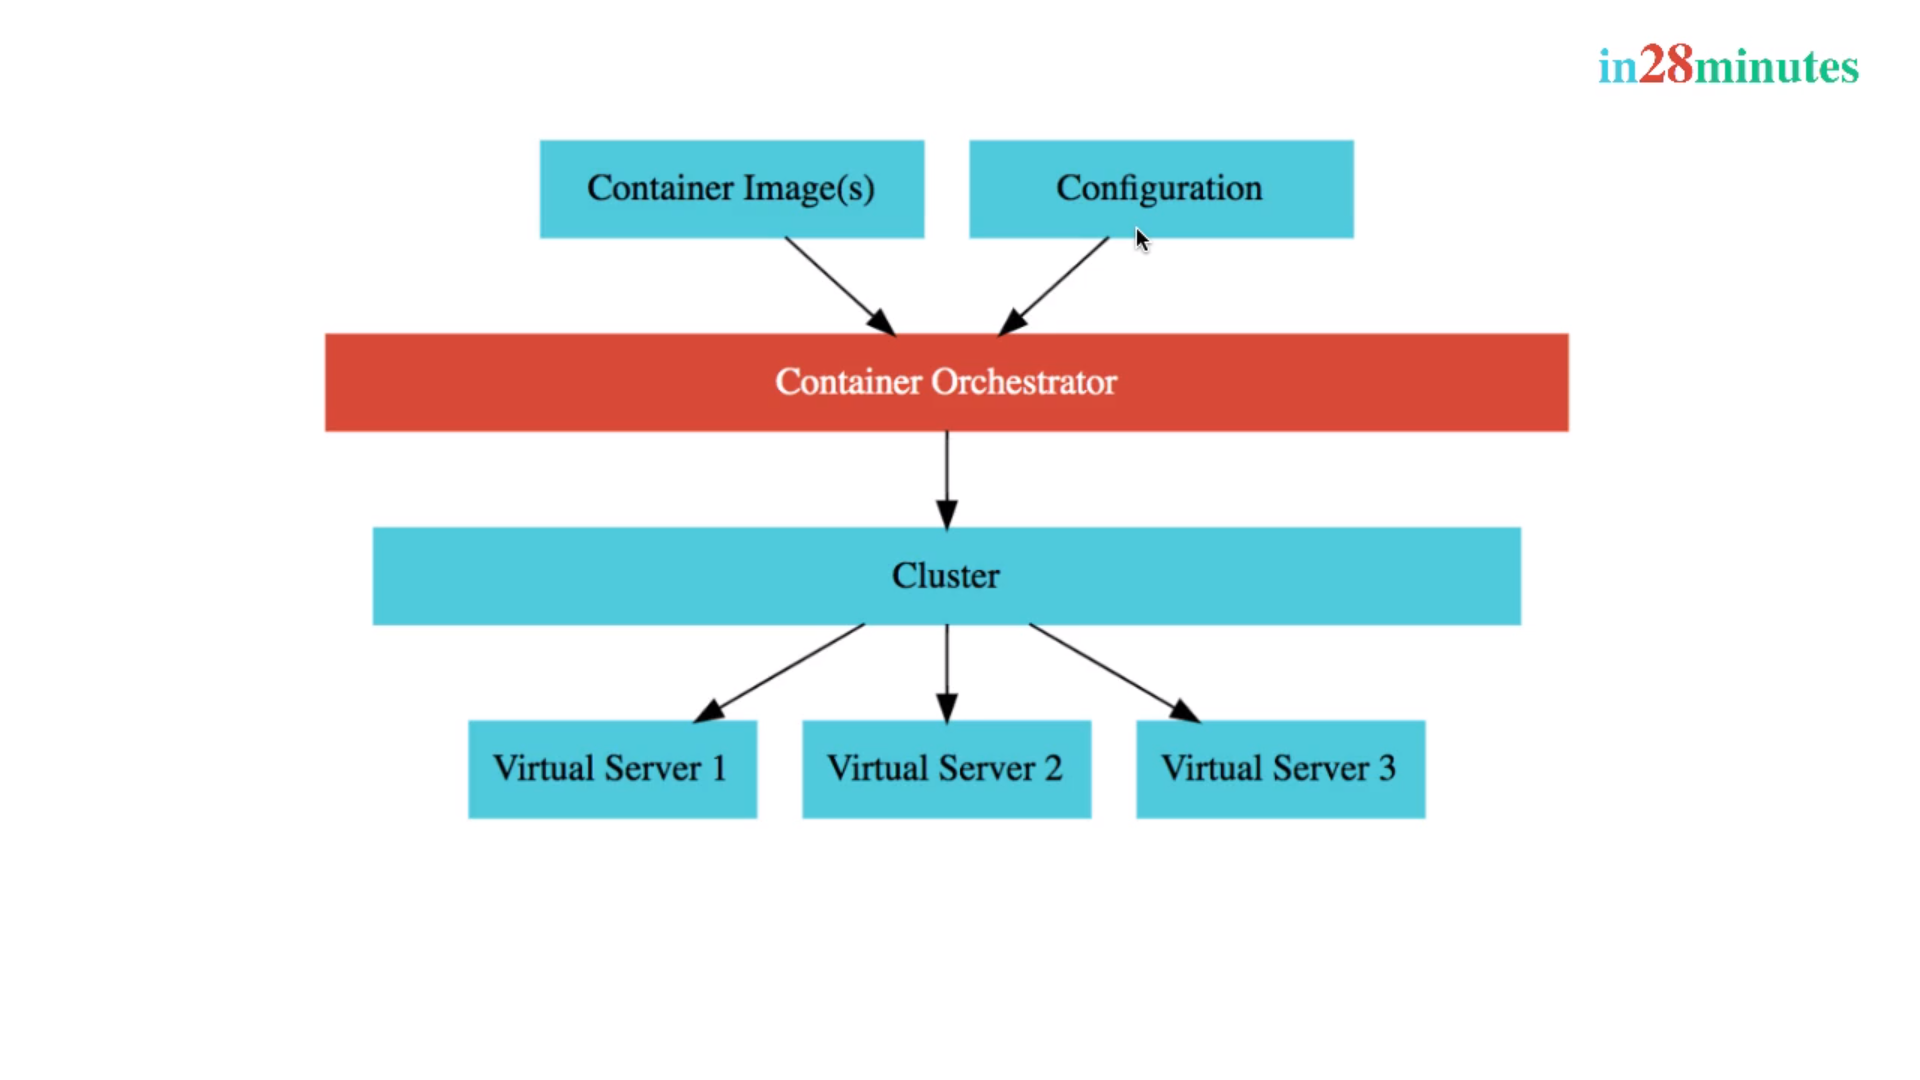 in28minutes
Container Image(s)
Configuration
Container Orchestrator
Cluster
Virtual Server 1
Virtual Server 2
Virtual Server 3